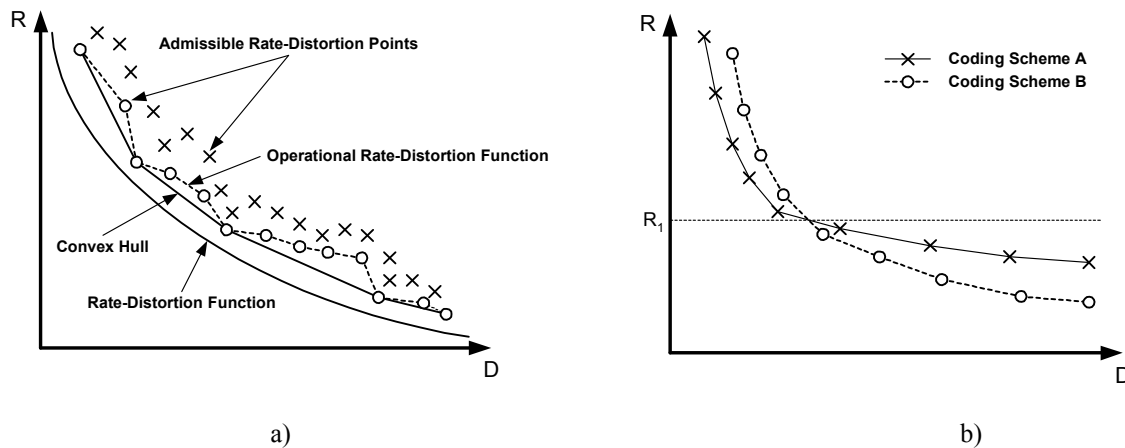 R
Admissible Rate-Distortion Points
Operational Rate-Distortion Function
Convex Hull
Rate-Distortion Function
D
a)
R
Coding Scheme A
Coding Scheme B
R1
D
b)